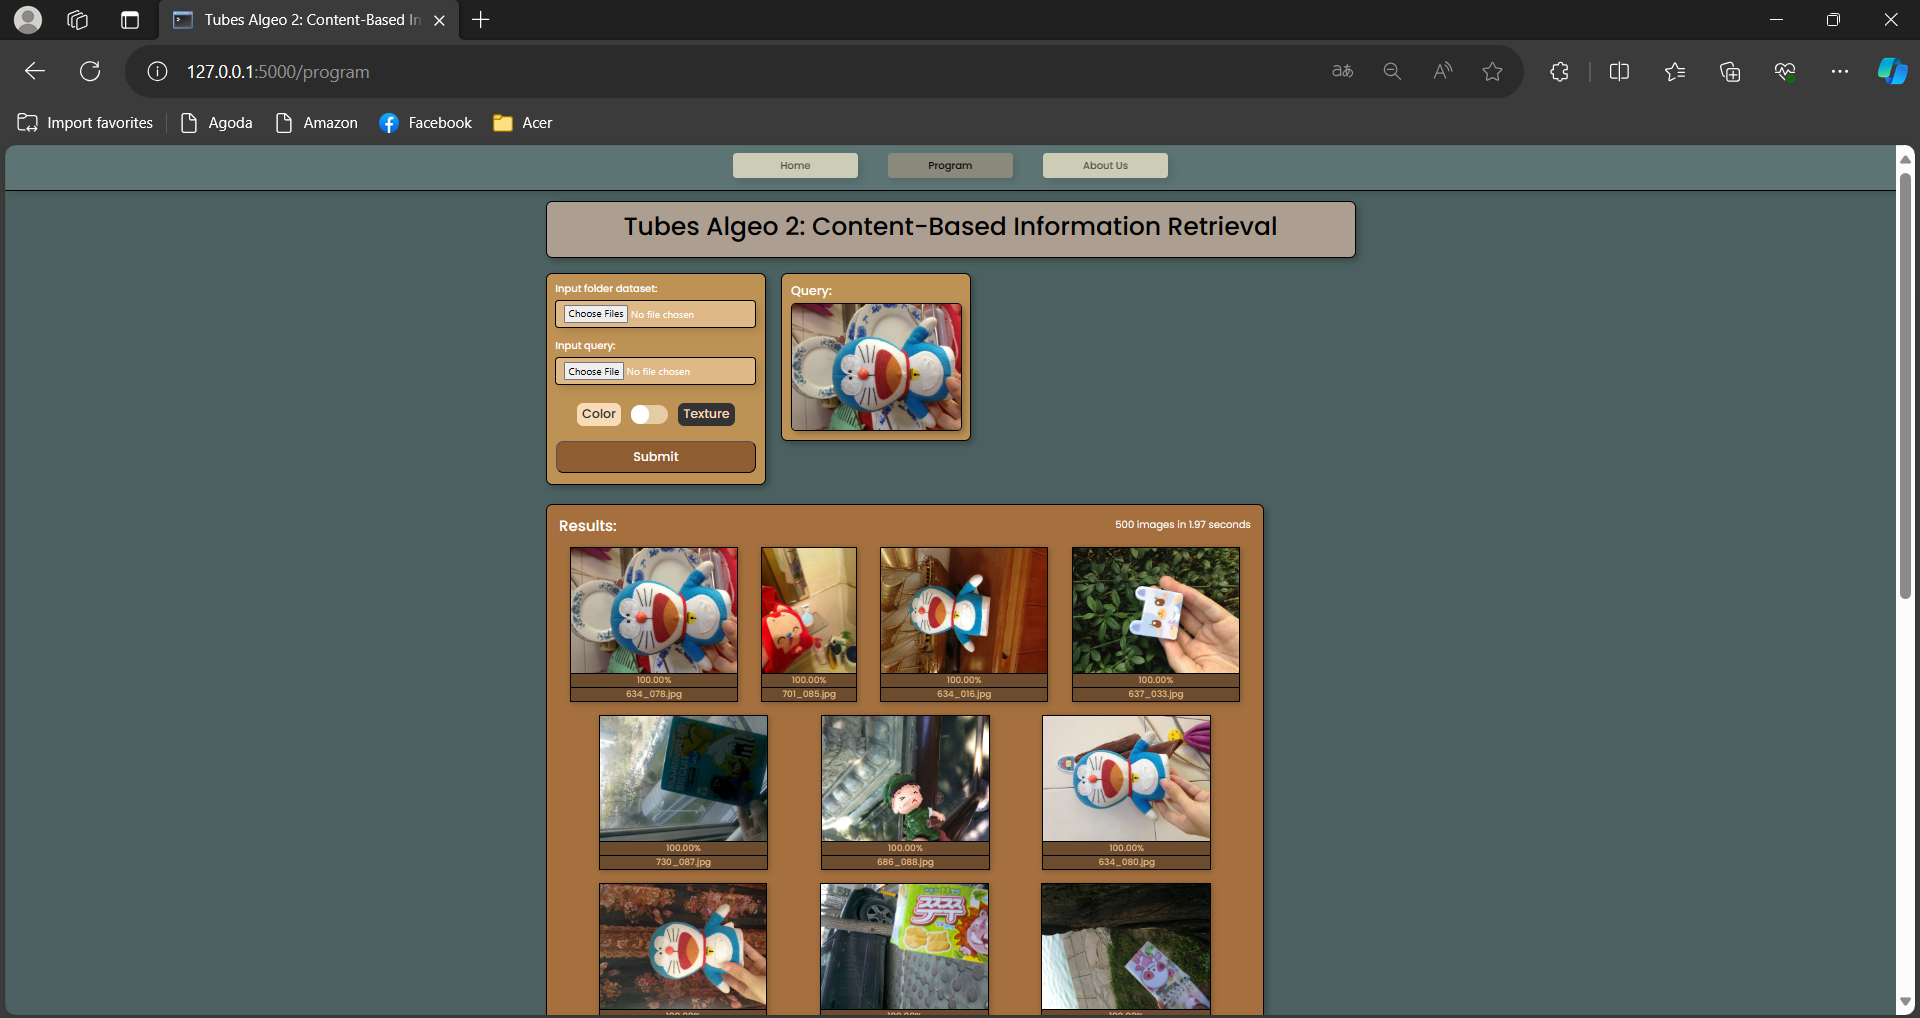 Tubes Algeo 2: Content-Based In
127.0.0.1:5000/program
Import favorites
Agoda
Amazon
Facebook
Acer
Home
Program
About Us
Tubes Algeo 2: Content-Based Information Retrieval
Input folder dataset:
Choose Files No file chosen
Input query:
Choose File No file chosen
Color
Texture
Submit
Query:
Results:
500 images in 1.97 seconds
100.00%
634_078.jpg
100.00%
701_085.jpg
100.00%
634_016.jpg
100.00%
637_033.jpg
100.00%
730_087.jpg
100.00%
686_088.jpg
100.00%
634_080.jpg